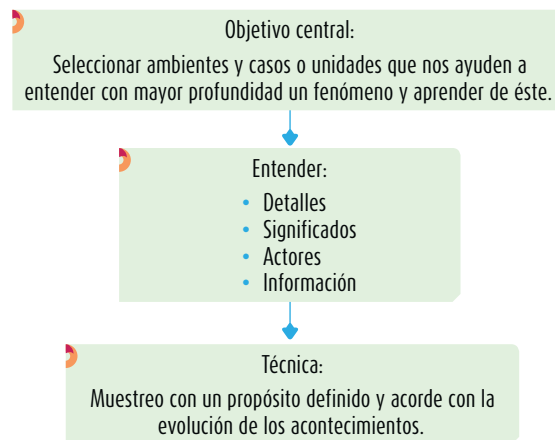 Objetivo central:
Seleccionar ambientes y casos o unidades que nos ayuden a
entender con mayor profundidad un fenómeno y aprender de éste.
Entender:
• Detalles
• Significados
• Actores
• Información
Técnica:
Muestreo con un propósito definido y acorde con la
evolución de los acontecimientos.